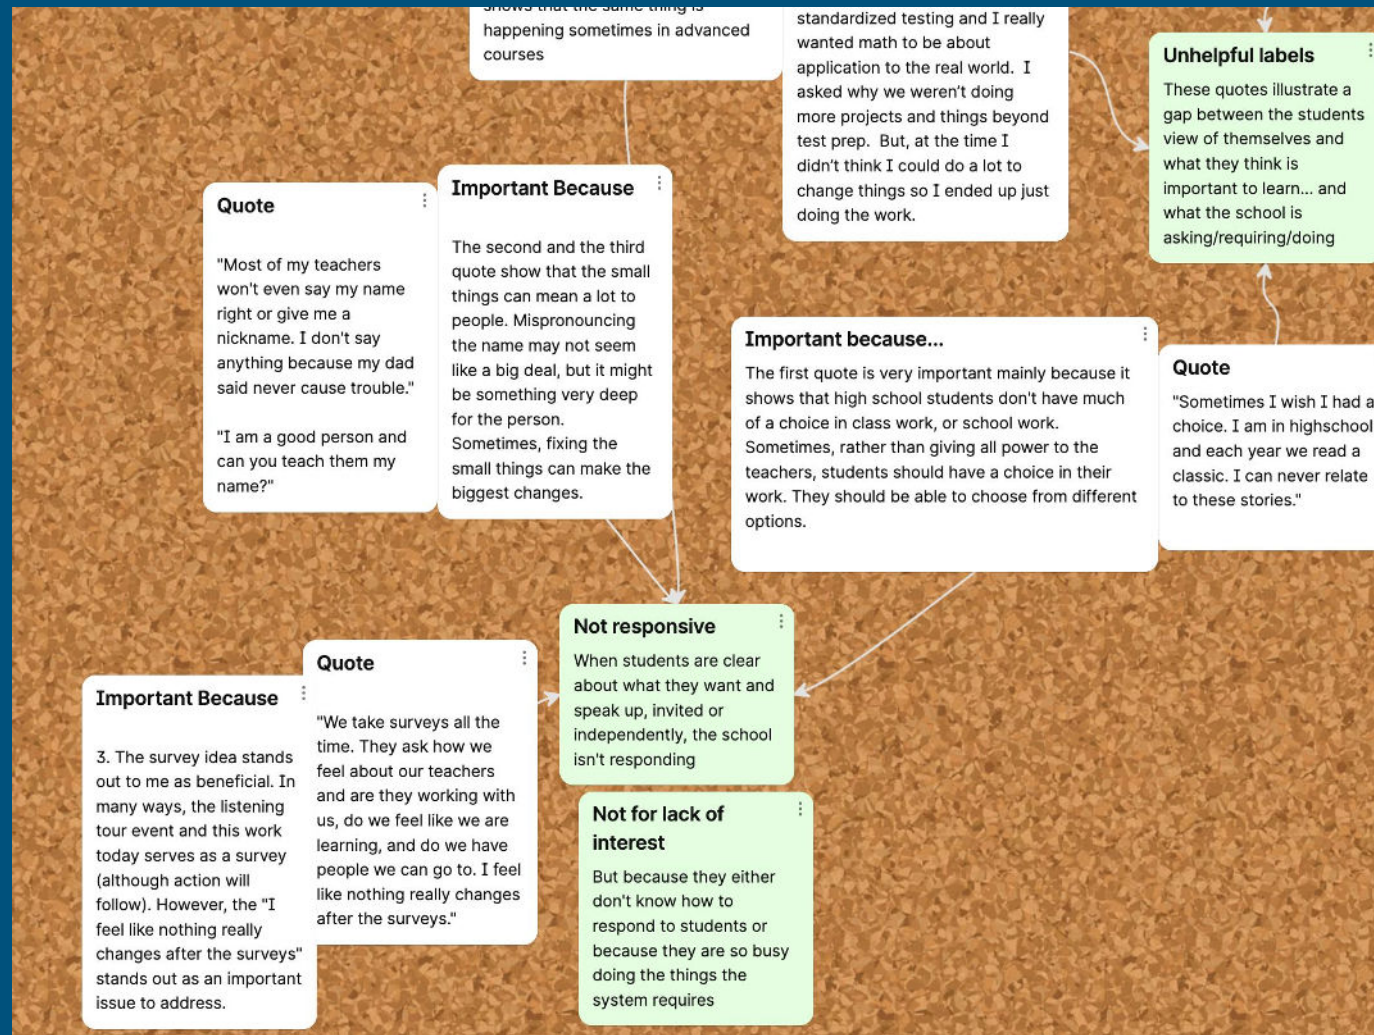 shows that the same thing is
happening sometimes in advanced
courses
standardized testing and I really
wanted math to be about
application to the real world. I
asked why we weren't doing
more projects and things beyond
test prep. But, at the time I
didn't think I could do a lot to
change things so I ended up just
doing the work.
Unhelpful labels
These quotes illustrate a
gap between the students
view of themselves and
what they think is
important to learn... and
what the school is
asking/requiring/doing
Quote
"Most of my teachers
won't even say my name
right or give me a
nickname. I don't say
anything because my dad
said never cause trouble."
"I am a good person and
can you teach them my
name?"
Important Because
The second and the third
quote show that the small
things can mean a lot to
people. Mispronouncing
the name may not seem
like a big deal, but it might
be something very deep
for the person.
Sometimes, fixing the
small things can make the
biggest changes.
Important because...
The first quote is very important mainly because it
shows that high school students don't have much
of a choice in class work, or school work.
Sometimes, rather than giving all power to the
teachers, students should have a choice in their
work. They should be able to choose from different
options.
Quote
"Sometimes I wish I had a
choice. I am in highschool
and each year we read a
classic. I can never relate
to these stories."
Not responsive
When students are clear
about what they want and
speak up, invited or
independently, the school
isn't responding
Important Because
3. The survey idea stands
out to me as beneficial. In
many ways, the listening
tour event and this work
today serves as a survey
(although action will
follow). However, the "I
feel like nothing really
changes after the surveys"
stands out as an important
issue to address.
Quote
"We take surveys all the
time. They ask how we
feel about our teachers
and are they working with
us, do we feel like we are
learning, and do we have
people we can go to. I feel
like nothing really changes
after the surveys."
Not for lack of
interest
But because they either
don't know how to
respond to students or
because they are so busy
doing the things the
system requires